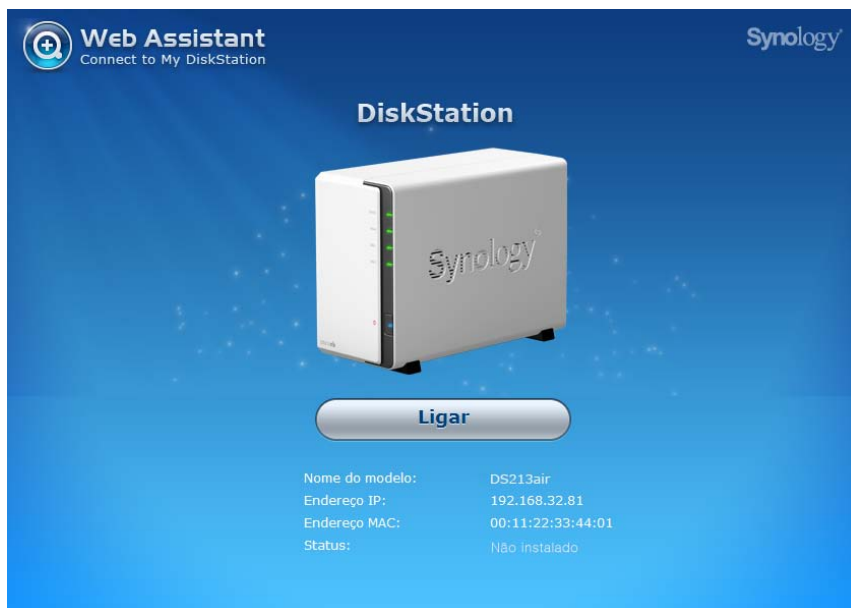 Web Assistant
Connect to My DiskStation
Synology
DiskStation
Synology
Ligar
Nome do modelo: DS213air
Endereço IP: 192.168.32.81
Endereço MAC: 00:11:22:33:44:01
Status: Não instalado